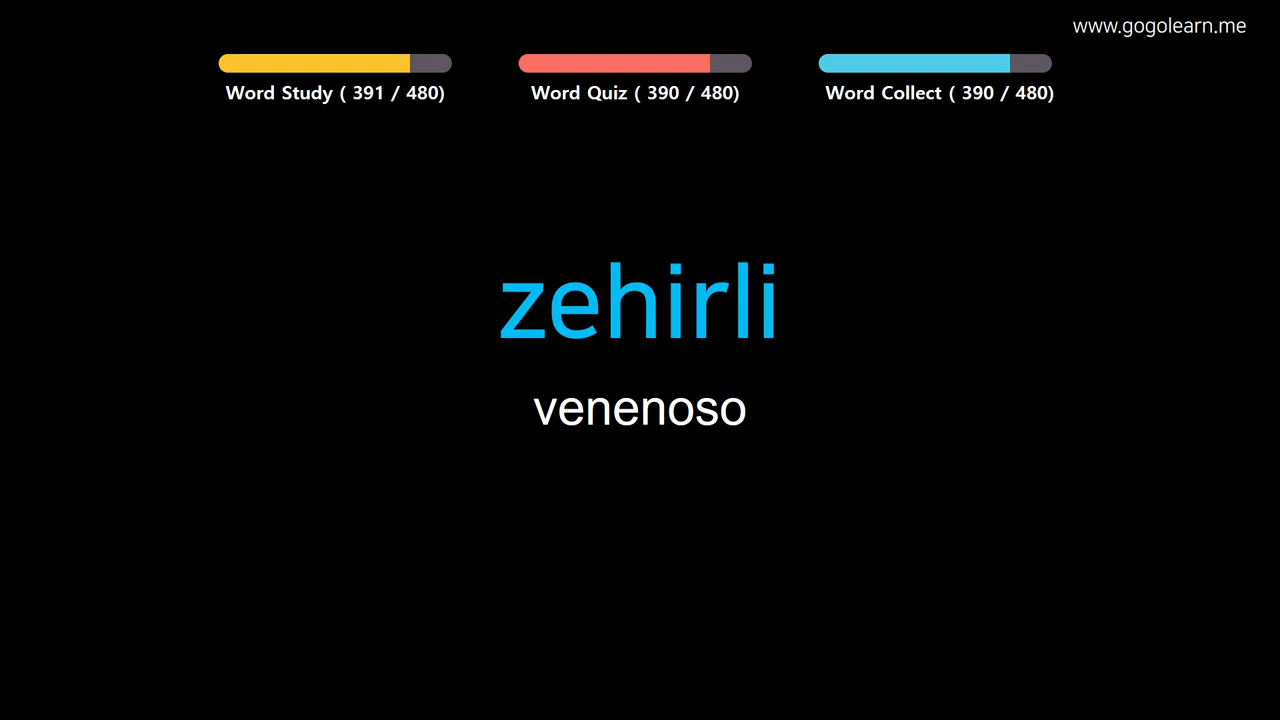 www.gogolearn.me
Word Study ( 391 / 480)
Word Quiz ( 390 / 480)
Word Collect ( 390 / 480)
zehirli
venenoso